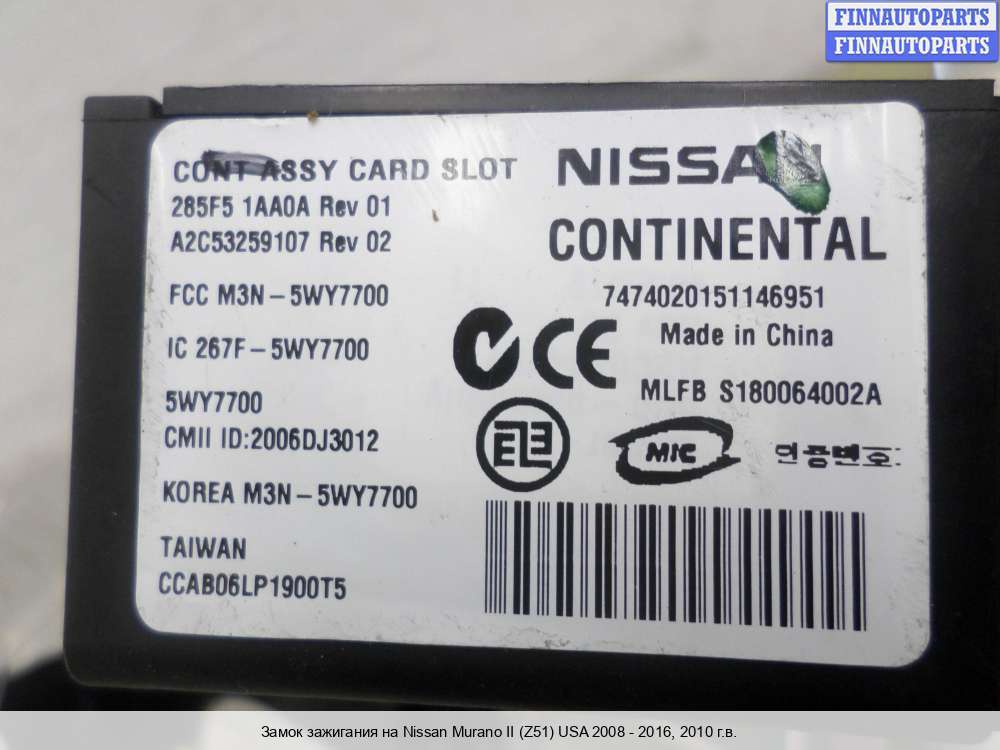 FINNAUTOPARTS
FINNAUTOPARTS
CONT ASSY CARD SLOT
285F5 1AA0A Rev 01
A2C53259107 Rev 02
FCC M3N-5WY7700
IC 267F-5WY7700
5WY7700
CMII ID:2006DJ3012
KOREA M3N-5WY7700
TAIWAN
CCAB06LP1900T5
NISSAN
CONTINENTAL
7474020151146951
Made in China
MLFB S180064002A
CE
MIC
Замок зажигания на Nissan Murano II (Z51) USA 2008 - 2016, 2010 г.в.